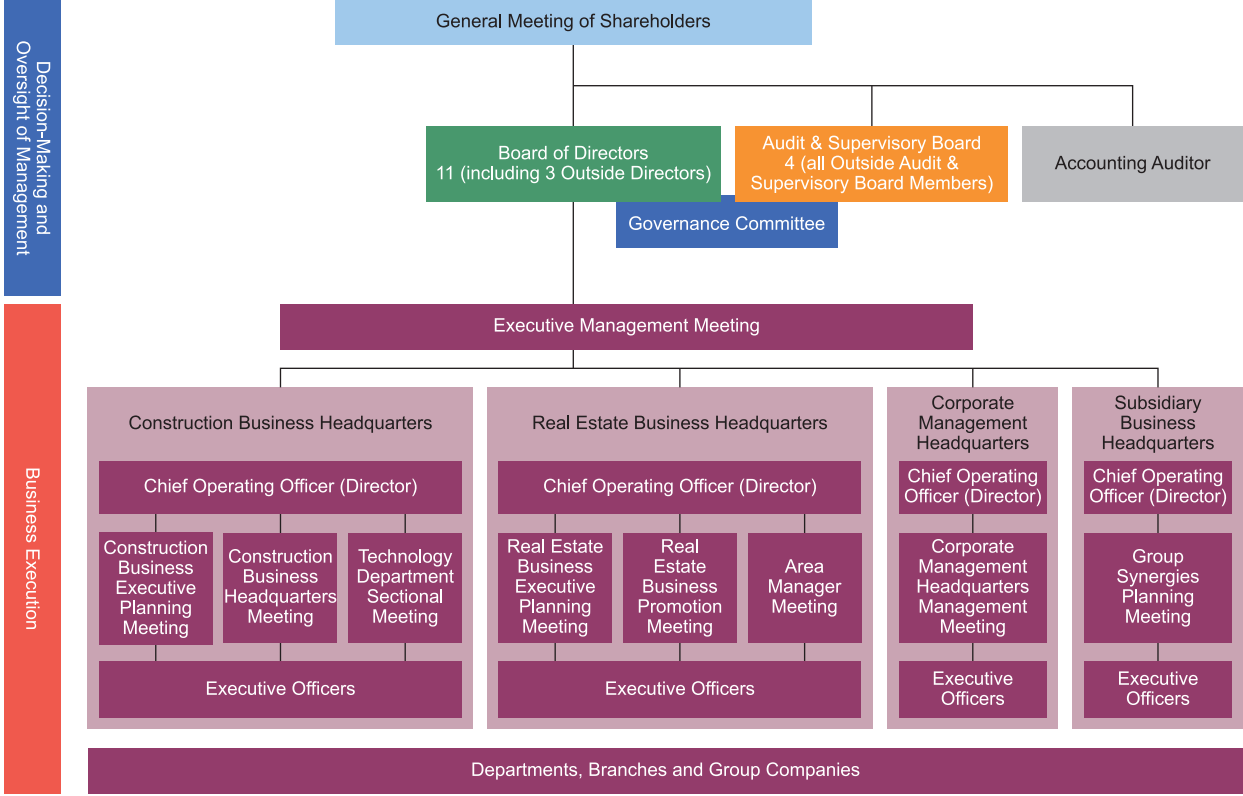 Decision-Making and
Oversight of Management
General Meeting of Shareholders
Board of Directors
11 (including 3 Outside Directors)
Audit & Supervisory Board
4 (all Outside Audit &
Supervisory Board Members)
Accounting Auditor
Governance Committee
Business Execution
Executive Management Meeting
Construction Business Headquarters
Chief Operating Officer (Director)
Construction
Business
Executive
Planning
Meeting
Construction
Business
Headquarters
Meeting
Technology
Department
Sectional
Meeting
Executive Officers
Real Estate Business Headquarters
Chief Operating Officer (Director)
Real Estate
Business
Executive
Planning
Meeting
Real
Estate
Business
Promotion
Meeting
Area
Manager
Meeting
Executive Officers
Corporate
Management
Headquarters
Chief Operating
Officer (Director)
Corporate
Management
Headquarters
Management
Meeting
Executive
Officers
Subsidiary
Business
Headquarters
Chief Operating
Officer (Director)
Group
Synergies
Planning
Meeting
Executive
Officers
Departments, Branches and Group Companies